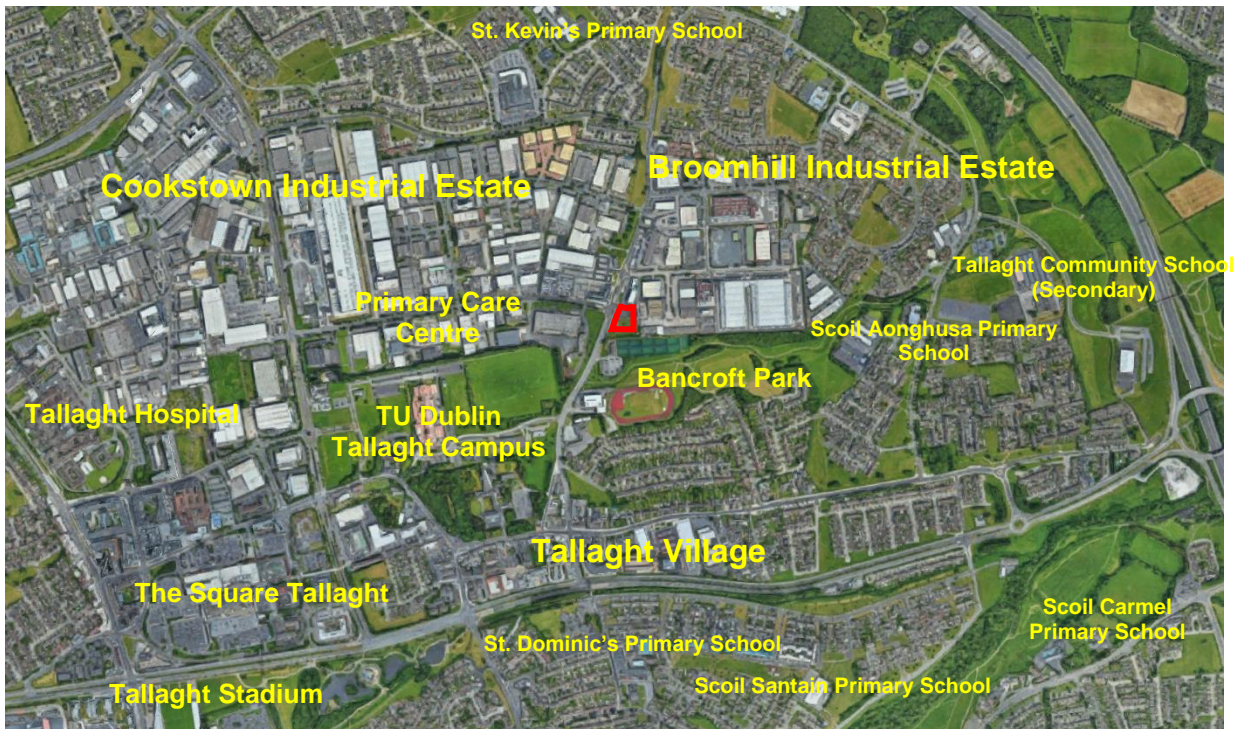 St. Kevin's Primary School
Cookstown Industrial Estate
Broomhill Industrial Estate
Tallaght Community School
(Secondary)
Primary Care
Centre
Scoil Aonghusa Primary
School
Bancroft Park
Tallaght Hospital
TU Dublin
Tallaght Campus
Tallaght Village
The Square Tallaght
Scoil Carmel
Primary School
St. Dominic's Primary School
Scoil Santain Primary School
Tallaght Stadium